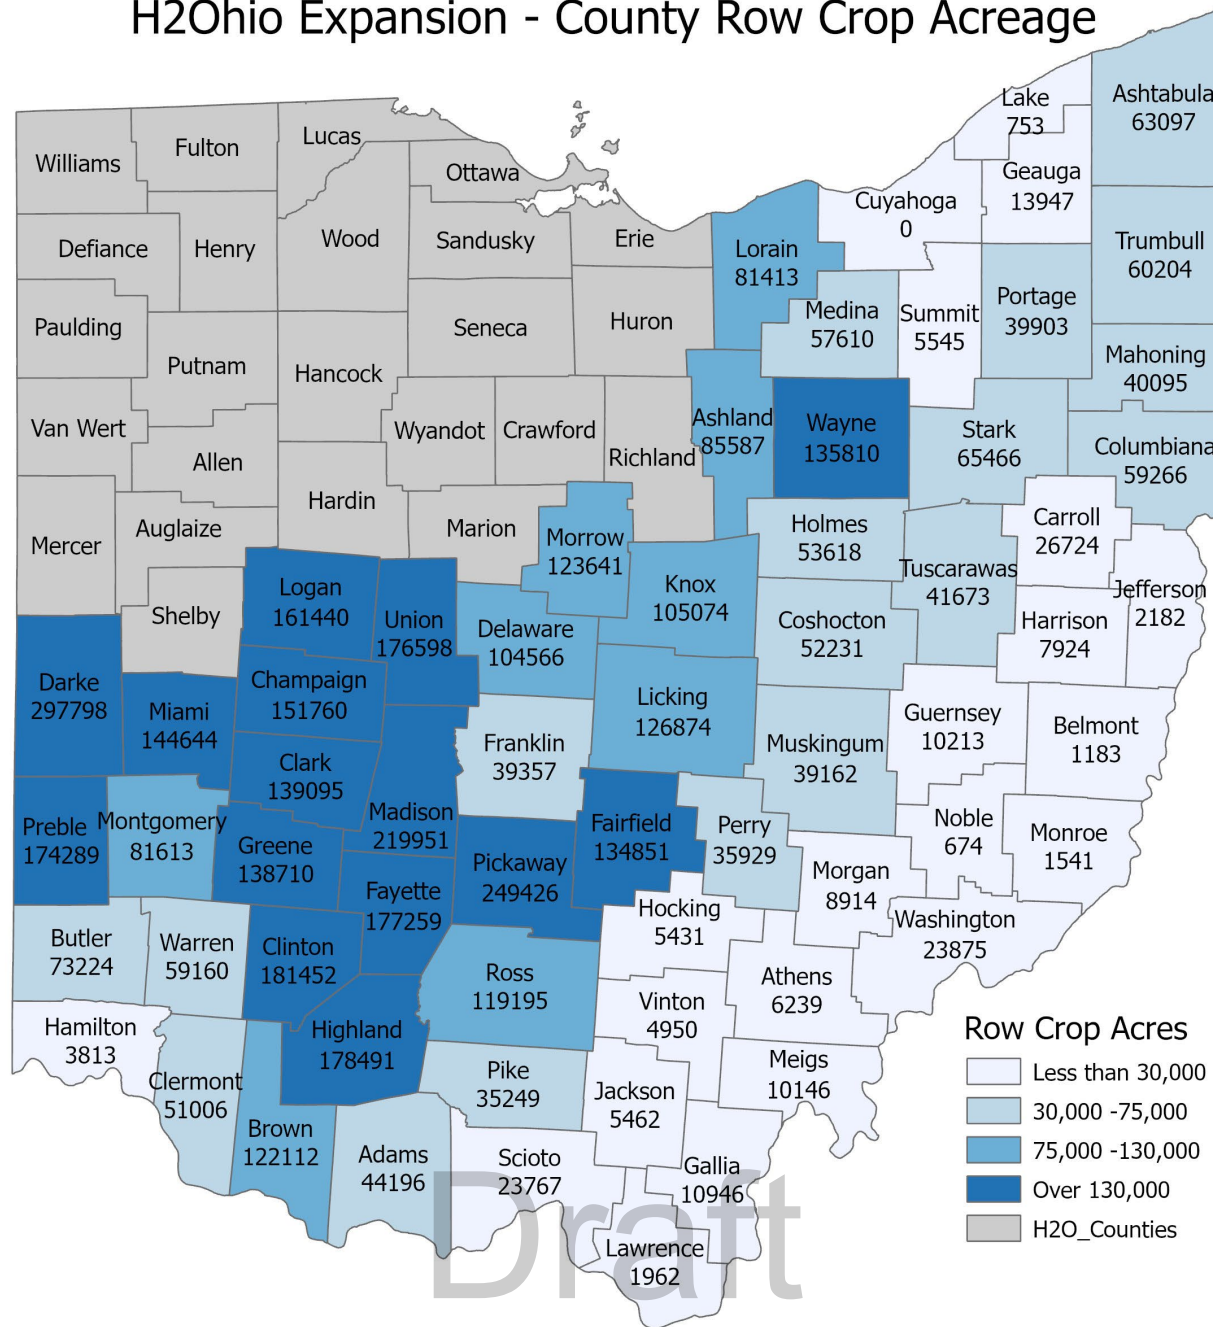 H2Ohio Expansion - County Row Crop Acreage
Williams
Fulton
Lucas
Ottawa
Lake
753
Ashtabula
63097
Geauga
13947
Cuyahoga
0
Defiance
Henry
Wood
Sandusky
Erie
Lorain
81413
Trumbull
60204
Medina
57610
Summit
5545
Portage
39903
Paulding
Putnam
Hancock
Seneca
Huron
Mahoning
40095
Van Wert
Allen
Wyandot
Crawford
Richland
Ashland
85587
Wayne
135810
Stark
65466
Columbiana
59266
Mercer
Auglaize
Hardin
Marion
Morrow
123641
Holmes
53618
Carroll
26724
Tuscarawas
41673
Jefferson
2182
Shelby
Logan
161440
Union
176598
Delaware
104566
Knox
105074
Coshocton
52231
Harrison
7924
Darke
297798
Miami
144644
Champaign
151760
Licking
126874
Franklin
39357
Muskingum
39162
Guernsey
10213
Belmont
1183
Clark
139095
Madison
219951
Preble
174289
Montgomery
81613
Greene
138710
Fayette
177259
Pickaway
249426
Fairfield
134851
Perry
35929
Noble
674
Monroe
1541
Morgan
8914
Hocking
5431
Washington
23875
Butler
73224
Warren
59160
Clinton
181452
Ross
119195
Athens
6239
Vinton
4950
Hamilton
3813
Highland
178491
Clermont
51006
Pike
35249
Jackson
5462
Meigs
10146
Brown
122112
Adams
44196
Scioto
23767
Gallia
10946
Lawrence
1962
Draft
Row Crop Acres
Less than 30,000
30,000 -75,000
75,000 -130,000
Over 130,000
H2O_Counties